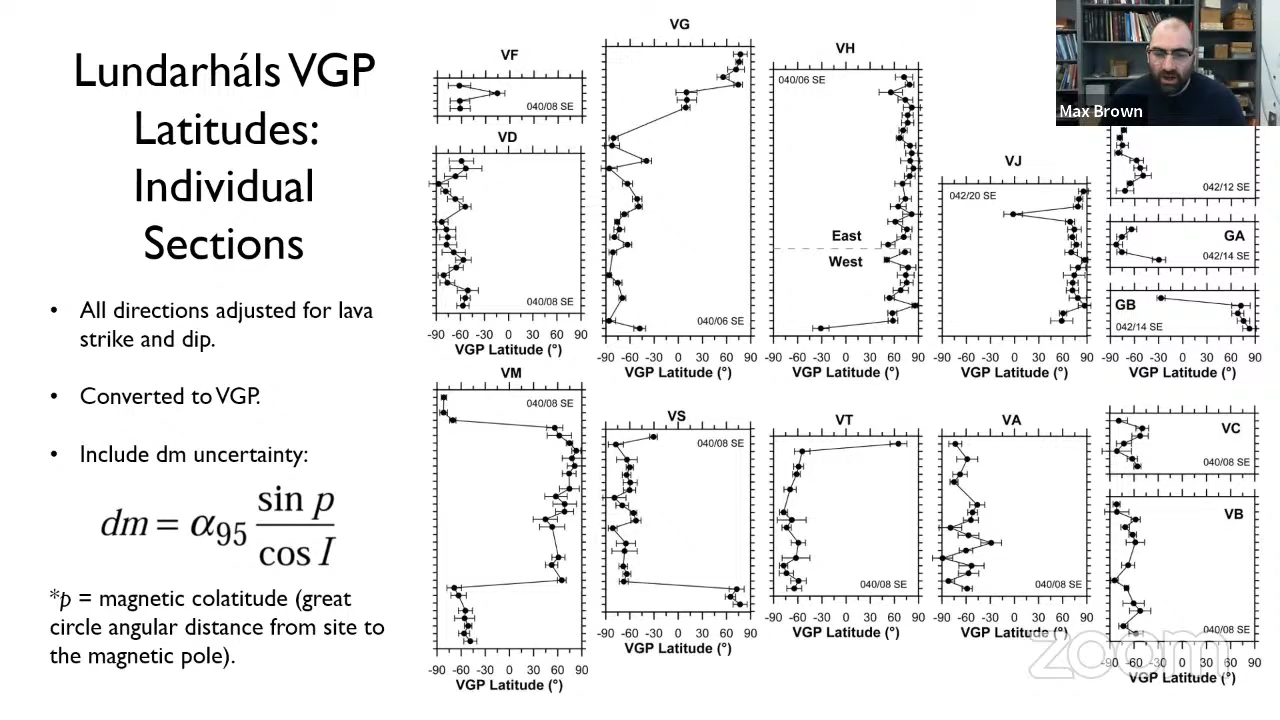 Lundarháls VGP
Latitudes:
Individual
Sections
• All directions adjusted for lava
strike and dip.
• Converted to VGP.
• Include dm uncertainty:
dm = α95 sin p / cos I
*p = magnetic colatitude (great
circle angular distance from site to
the magnetic pole).
VF
040/08 SE
VD
040/08 SE
-90 -60 -30 0 30 60 90
VGP Latitude (°)
VG
040/06 SE
-90 -60 -30 0 30 60 90
VGP Latitude (°)
VH
040/06 SE
East
West
-90 -60 -30 0 30 60 90
VGP Latitude (°)
VJ
042/20 SE
-90 -60 -30 0 30 60 90
VGP Latitude (°)
Max Brown
042/12 SE
GA
042/14 SE
GB
042/14 SE
-90 -60 -30 0 30 60 90
VGP Latitude (°)
VM
040/08 SE
-90 -60 -30 0 30 60 90
VGP Latitude (°)
VS
040/08 SE
-90 -60 -30 0 30 60 90
VGP Latitude (°)
VT
040/08 SE
-90 -60 -30 0 30 60 90
VGP Latitude (°)
VA
040/08 SE
-90 -60 -30 0 30 60 90
VGP Latitude (°)
VC
040/08 SE
VB
040/08 SE
-90 -60 -30 0 30 60 90
VGP Latitude (°)
zoom